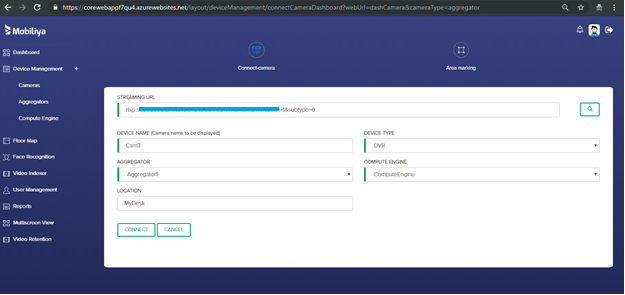 https://corewebappf7qu4.azurewebsites.net/layout/deviceManagement/connectCameraDashboard?webUrl=dashCamera&cameraType=aggregator
Mobiliya
Dashboard
Device Management +
Cameras
Aggregators
Compute Engine
Floor Map
Face Recognition
Video Indexer
User Management
Reports
Multiscreen View
Video Retention
Connect-camera
Area marking
STREAMING URL
rtsp://
=1&subtype=0
DEVICE NAME (Camera name to be displayed)
DEVICE TYPE
Cam3
DVR
AGGREGATOR
COMPUTE ENGINE
Aggregator1
ComputeEngine
LOCATION
MyDesk
CONNECT
CANCEL